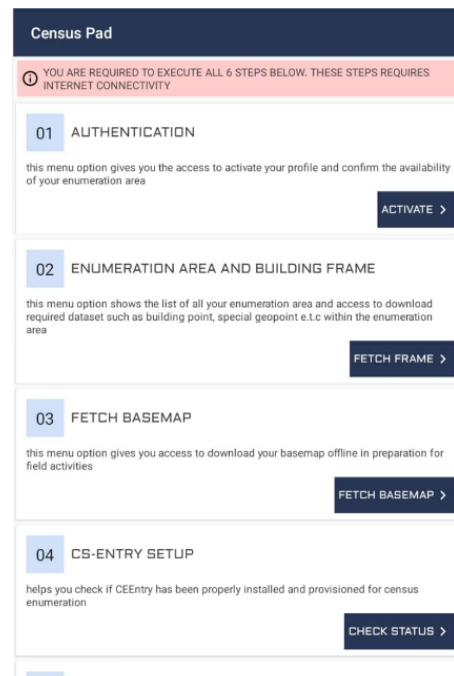 Census Pad
YOU ARE REQUIRED TO EXECUTE ALL 6 STEPS BELOW. THESE STEPS REQUIRES
INTERNET CONNECTIVITY
01 AUTHENTICATION
this menu option gives you the access to activate your profile and confirm the availability
of your enumeration area
ACTIVATE >
02 ENUMERATION AREA AND BUILDING FRAME
this menu option shows the list of all your enumeration area and access to download
required dataset such as building point, special geopoint e.t.c within the enumeration
area
FETCH FRAME >
03 FETCH BASEMAP
this menu option gives you access to download your basemap offline in preparation for
field activities
FETCH BASEMAP >
04 CS-ENTRY SETUP
helps you check if CEEntry has been properly installed and provisioned for census
enumeration
CHECK STATUS >